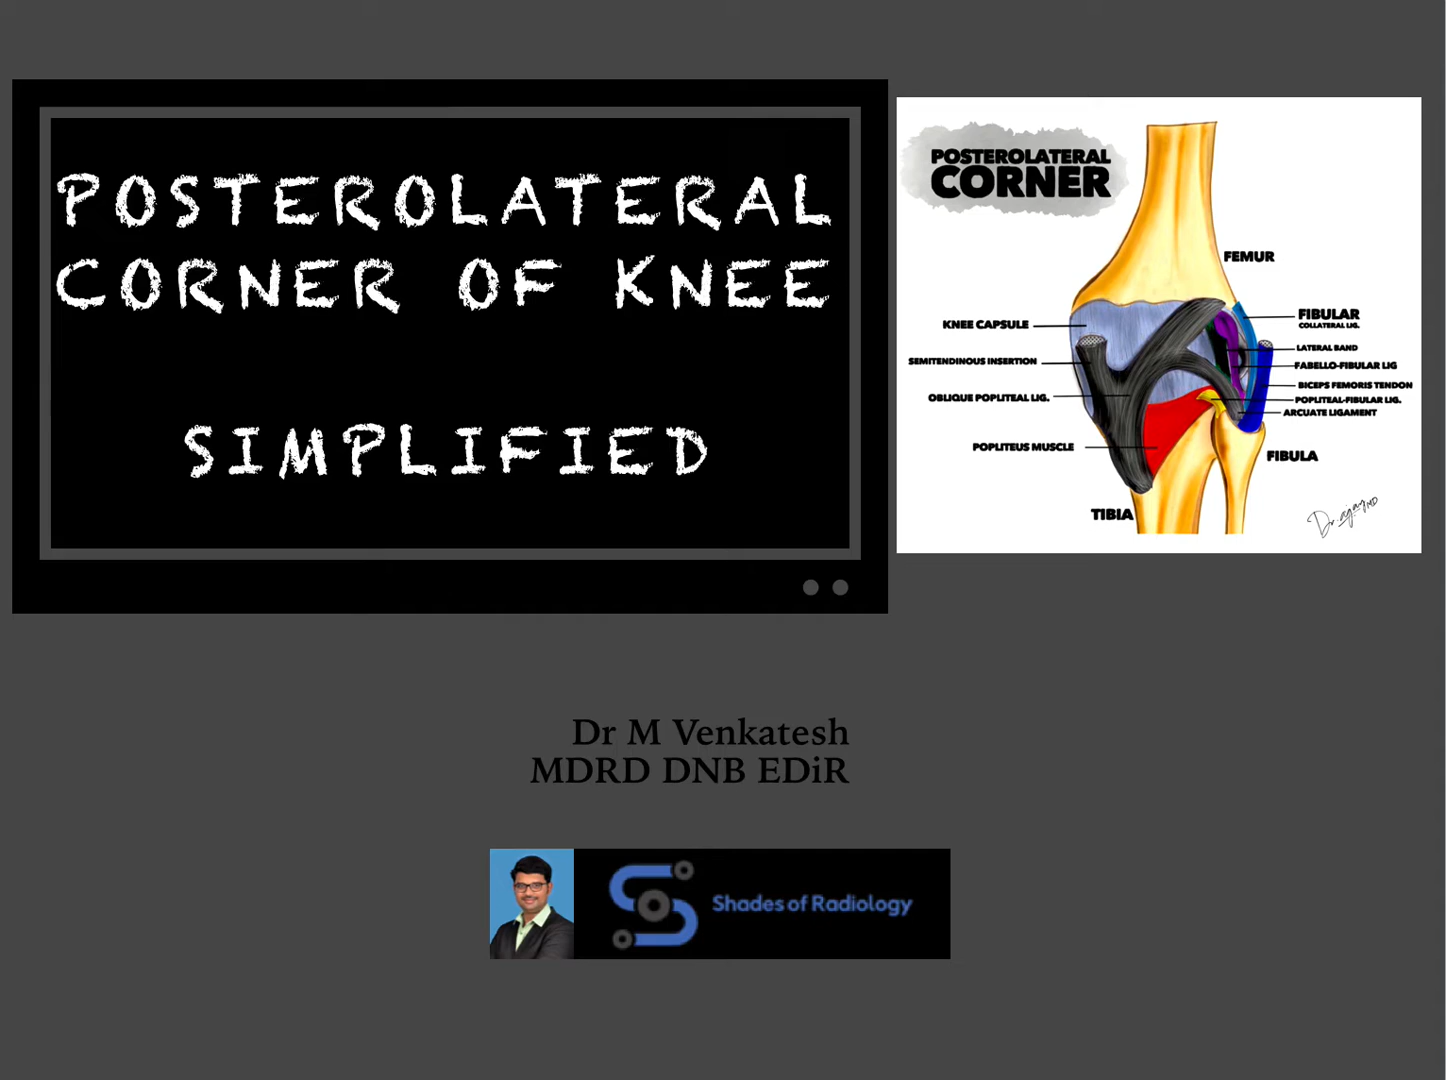 POSTEROLATERAL
CORNER OF KNEE
SIMPLIFIED
POSTEROLATERAL
CORNER
FEMUR
KNEE CAPSULE
SEMITENDINOUS INSERTION
OBLIQUE POPLITEAL LIG.
POPLITEUS MUSCLE
TIBIA
FIBULAR
COLLATERAL LIG.
LATERAL BAND
FABELLO-FIBULAR LIG
BICEPS FEMORIS TENDON
POPLITEAL-FIBULAR LIG.
ARCUATE LIGAMENT
FIBULA
Dr M Venkatesh
MDRD DNB EDiR
Shades of Radiology